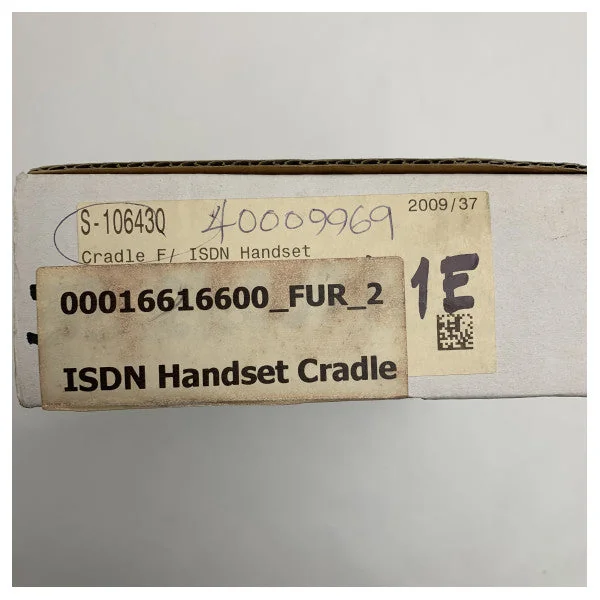 S-10643Q 40009969 2009/37
Cradle F/ ISDN Handset
00016616600_FUR_2 1E
ISDN Handset Cradle